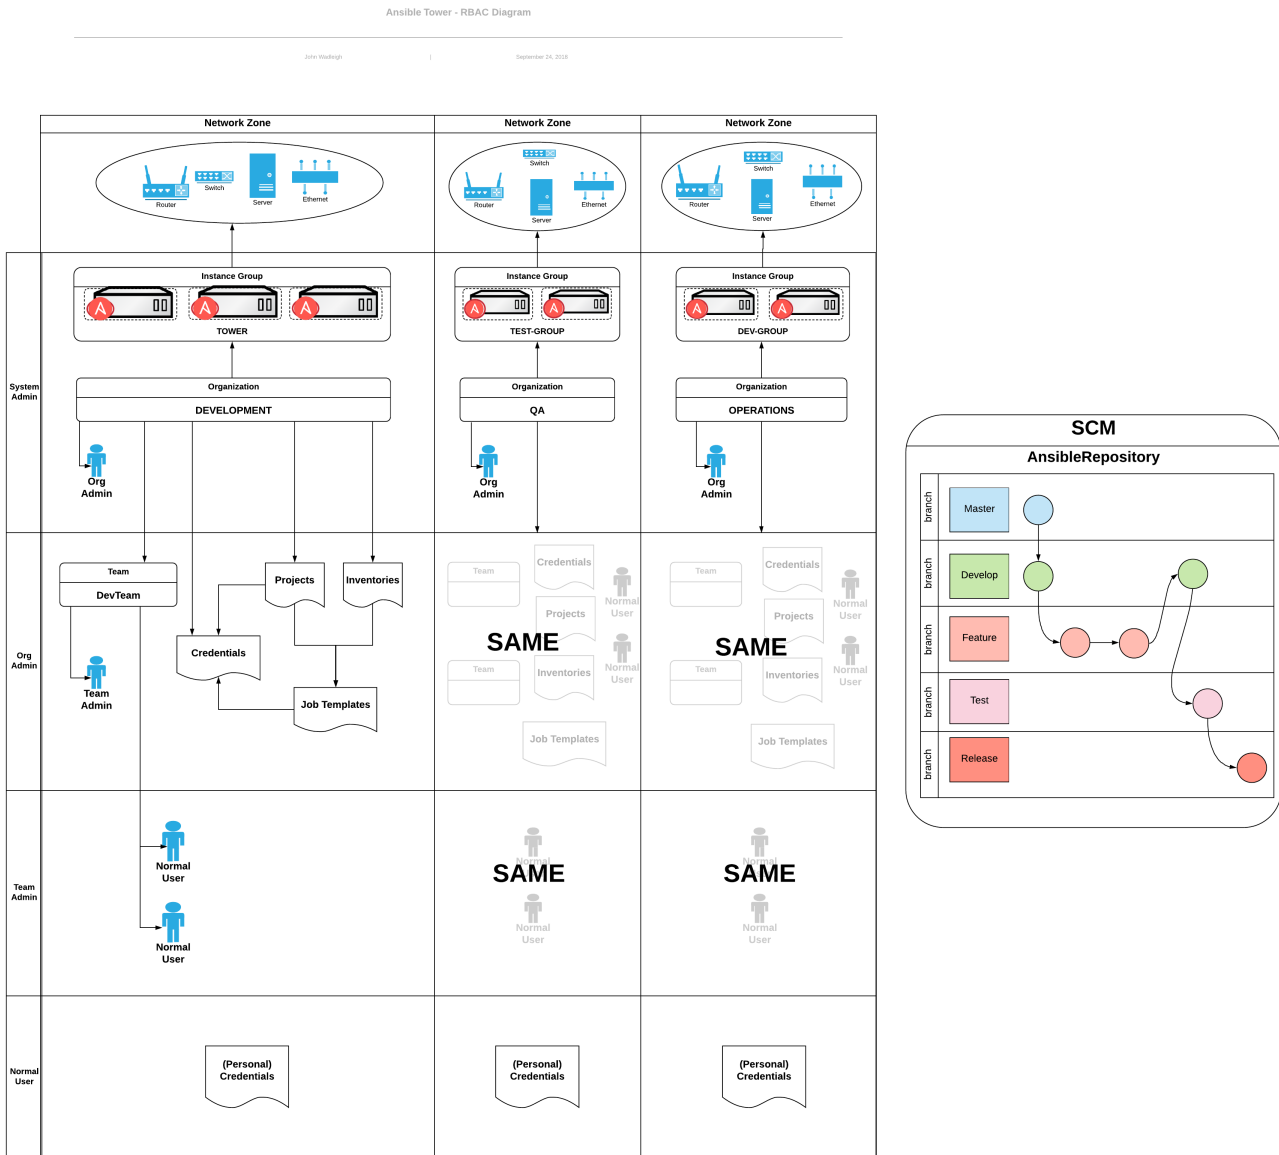 Ansible Tower - RBAC Diagram
John Wadleigh | September 24, 2018
Network Zone
Network Zone
Network Zone
Router
Switch
Server
Ethernet
Switch
Router
Server
Ethernet
Switch
Router
Server
Ethernet
System
Admin
Instance Group
TOWER
Instance Group
TEST-GROUP
Instance Group
DEV-GROUP
Organization
DEVELOPMENT
Organization
QA
Organization
OPERATIONS
Org
Admin
Org
Admin
Org
Admin
Org
Admin
Team
DevTeam
Projects
Inventories
Credentials
Team
Admin
Job Templates
Team
Credentials
Normal
User
Projects
SAME
Team
Inventories
Normal
User
Job Templates
Team
Credentials
Normal
User
Projects
SAME
Team
Inventories
Normal
User
Job Templates
Team
Admin
Normal
User
Normal
User
Normal
User
SAME
Normal
User
Normal
User
SAME
Normal
User
Normal
User
(Personal)
Credentials
(Personal)
Credentials
(Personal)
Credentials
SCM
AnsibleRepository
branch
Master
branch
Develop
branch
Feature
branch
Test
branch
Release